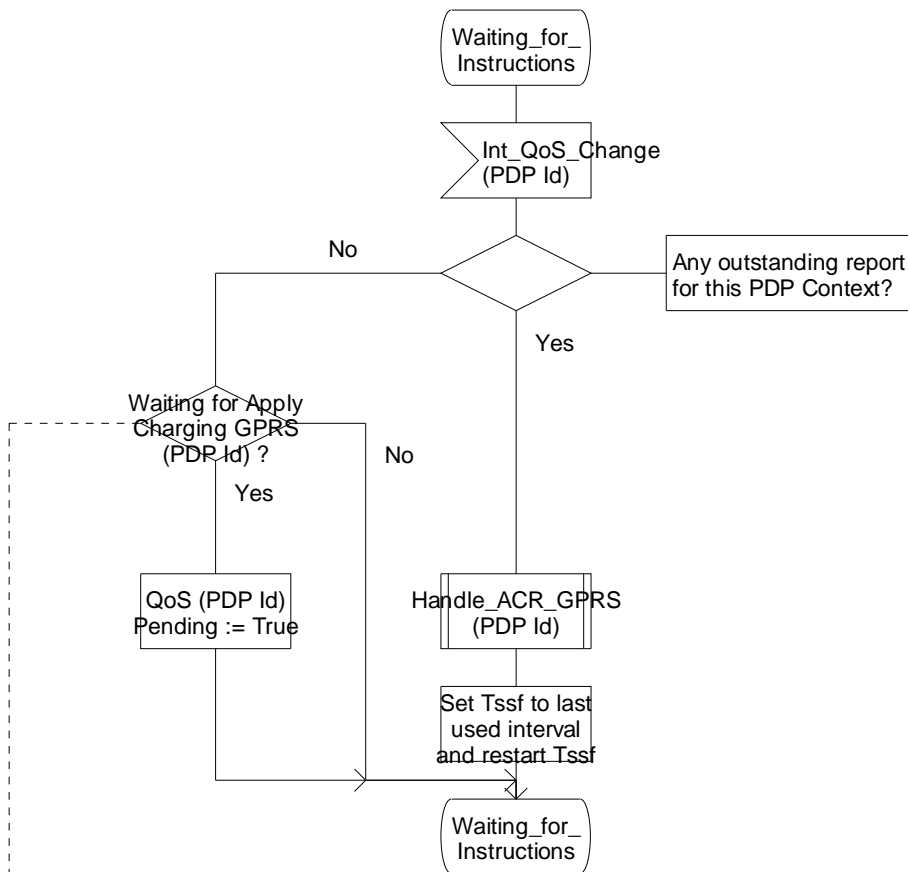 Waiting_for_
Instructions
Int_QoS_Change
(PDP Id)
No
Any outstanding report
for this PDP Context?
Yes
Waiting for Apply
Charging GPRS
(PDP Id) ?
No
Yes
QoS (PDP Id)
Pending := True
Handle_ACR_GPRS
(PDP Id)
Set Tssf to last
used interval
and restart Tssf
Waiting_for_
Instructions